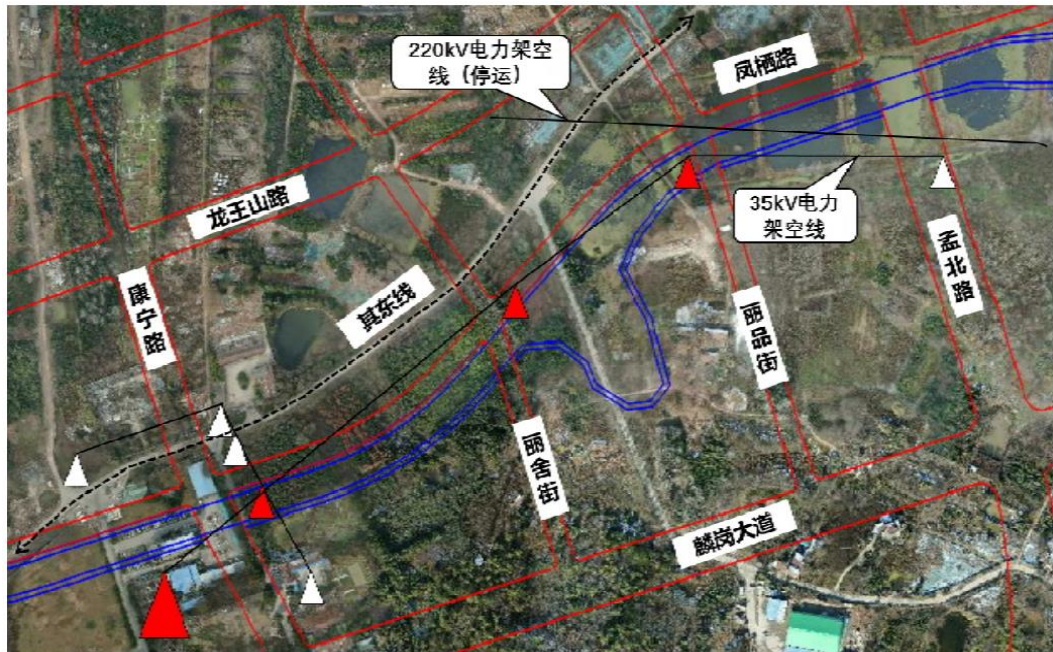 220kV电力架空
线（停运）
凤栖路
龙王山路
35kV电力
架空线
孟北路
康宁路
其东线
丽品街
丽舍街
麒岗大道